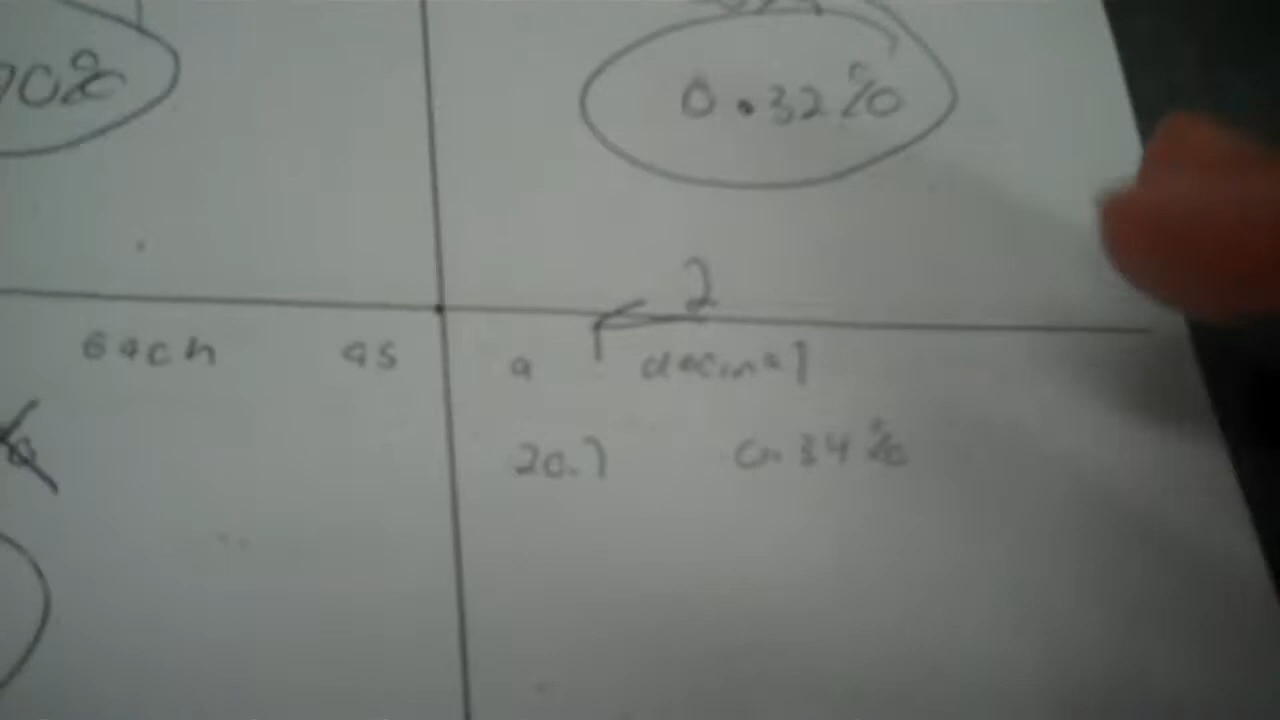 0.32%
2
each as a decimal
20.7 0.34%